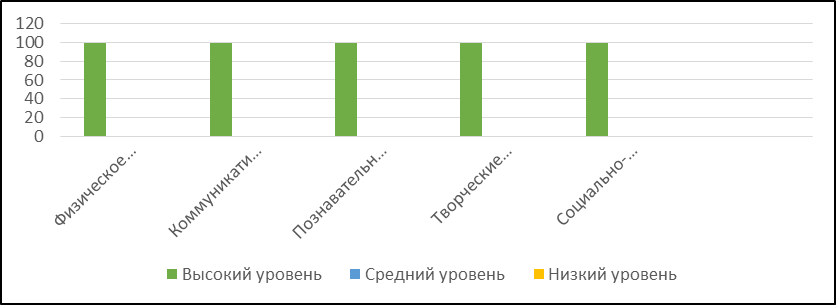 120
100
80
60
40
20
0
Физическое...
Коммуникати...
Познавательн...
Творческие...
Социально-...
Высокий уровень Средний уровень Низкий уровень